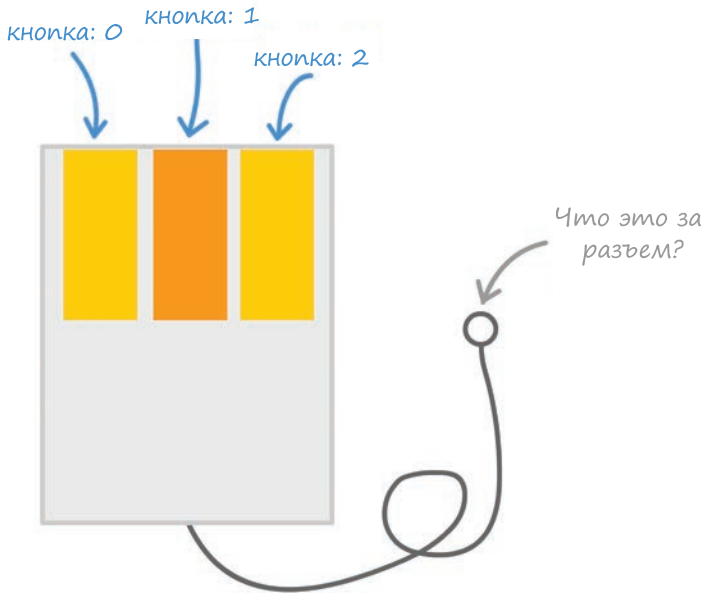 кнопка: 0
кнопка: 1
кнопка: 2
Что это за
разъем?